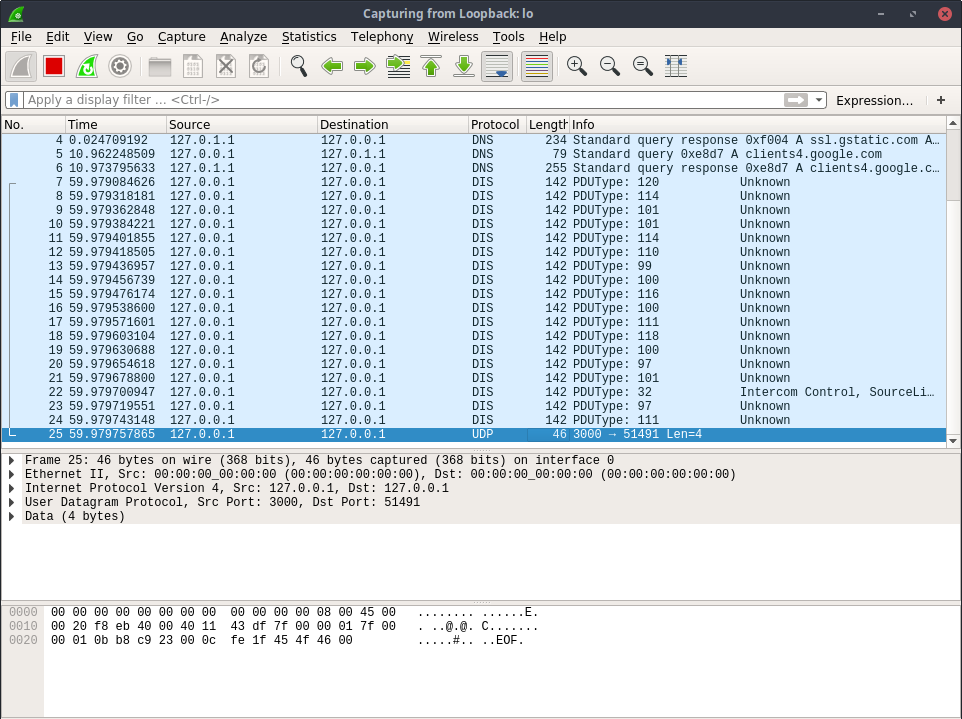 Capturing from Loopback: lo
File Edit View Go Capture Analyze Statistics Telephony Wireless Tools Help
Apply a display filter ... <Ctrl-/> Expression... +
No. Time Source Destination Protocol Length Info
4 0.024709192 127.0.1.1 127.0.0.1 DNS 234 Standard query response 0xf004 A ssl.gstatic.com A...
5 10.962248509 127.0.0.1 127.0.1.1 DNS 79 Standard query 0xe8d7 A clients4.google.com
6 10.973795633 127.0.1.1 127.0.0.1 DNS 255 Standard query response 0xe8d7 A clients4.google.c...
7 59.979084626 127.0.0.1 127.0.0.1 DIS 142 PDUType: 120 Unknown
8 59.979318181 127.0.0.1 127.0.0.1 DIS 142 PDUType: 114 Unknown
9 59.979362848 127.0.0.1 127.0.0.1 DIS 142 PDUType: 101 Unknown
10 59.979384221 127.0.0.1 127.0.0.1 DIS 142 PDUType: 101 Unknown
11 59.979401855 127.0.0.1 127.0.0.1 DIS 142 PDUType: 114 Unknown
12 59.979418505 127.0.0.1 127.0.0.1 DIS 142 PDUType: 110 Unknown
13 59.979436957 127.0.0.1 127.0.0.1 DIS 142 PDUType: 99 Unknown
14 59.979456739 127.0.0.1 127.0.0.1 DIS 142 PDUType: 100 Unknown
15 59.979476174 127.0.0.1 127.0.0.1 DIS 142 PDUType: 116 Unknown
16 59.979538600 127.0.0.1 127.0.0.1 DIS 142 PDUType: 100 Unknown
17 59.979571601 127.0.0.1 127.0.0.1 DIS 142 PDUType: 111 Unknown
18 59.979603104 127.0.0.1 127.0.0.1 DIS 142 PDUType: 118 Unknown
19 59.979630688 127.0.0.1 127.0.0.1 DIS 142 PDUType: 100 Unknown
20 59.979654618 127.0.0.1 127.0.0.1 DIS 142 PDUType: 97 Unknown
21 59.979678800 127.0.0.1 127.0.0.1 DIS 142 PDUType: 101 Unknown
22 59.979700947 127.0.0.1 127.0.0.1 DIS 142 PDUType: 32 Intercom Control, SourceLi...
23 59.979719551 127.0.0.1 127.0.0.1 DIS 142 PDUType: 97 Unknown
24 59.979743148 127.0.0.1 127.0.0.1 DIS 142 PDUType: 111 Unknown
25 59.979757865 127.0.0.1 127.0.0.1 UDP 46 3000 → 51491 Len=4
Frame 25: 46 bytes on wire (368 bits), 46 bytes captured (368 bits) on interface 0
Ethernet II, Src: 00:00:00_00:00:00 (00:00:00:00:00:00), Dst: 00:00:00_00:00:00 (00:00:00:00:00:00)
Internet Protocol Version 4, Src: 127.0.0.1, Dst: 127.0.0.1
User Datagram Protocol, Src Port: 3000, Dst Port: 51491
Data (4 bytes)
0000 00 00 00 00 00 00 00 00 00 00 00 00 08 00 45 00 ........ ......E.
0010 00 20 f8 eb 40 00 40 11 43 df 7f 00 00 01 7f 00 . ..@.@. C.......
0020 00 01 0b b8 c9 23 00 0c fe 1f 45 4f 46 00 .....#.. ..EOF.